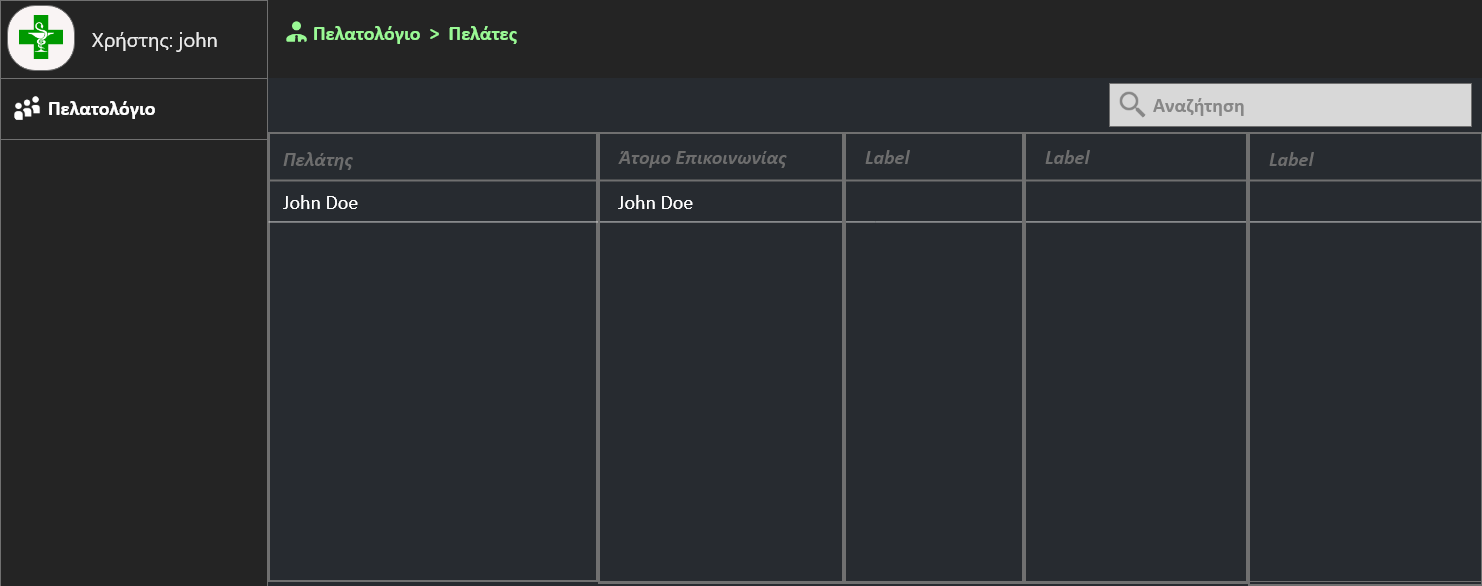 Χρήστης: john
Πελατολόγιο > Πελάτες
Πελατολόγιο
Αναζήτηση
Πελάτης Άτομο Επικοινωνίας Label Label Label
John Doe John Doe